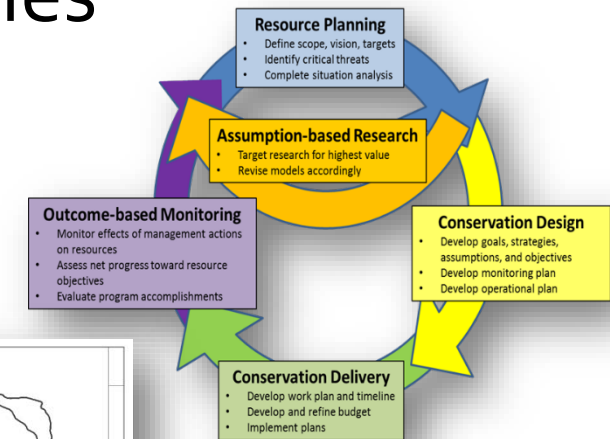 Resource Planning
• Define scope, vision, targets
• Identify critical threats
• Complete situation analysis
Assumption-based Research
• Target research for highest value
• Revise models accordingly
Outcome-based Monitoring
• Monitor effects of management actions
on resources
• Assess net progress toward resource
objectives
• Evaluate program accomplishments
Conservation Design
• Develop goals, strategies,
assumptions, and objectives
• Develop monitoring plan
• Develop operational plan
Conservation Delivery
• Develop work plan and timeline
• Develop and refine budget
• Implement plans